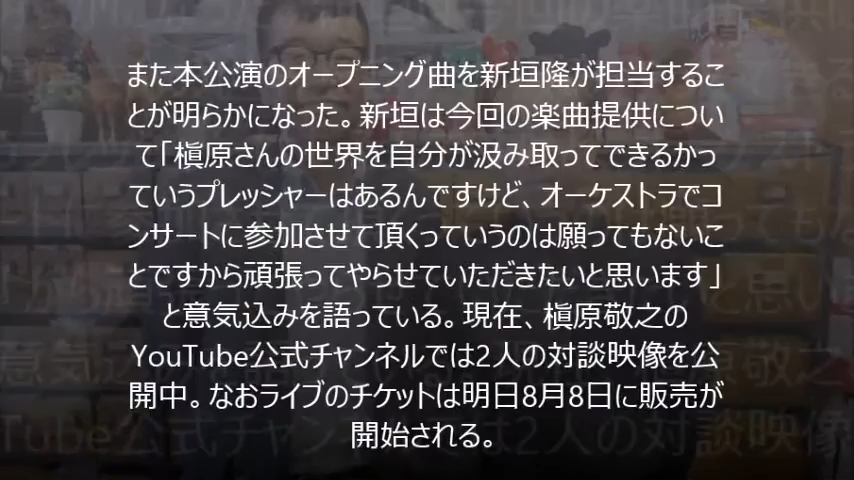 また本公演のオープニング曲を新垣隆が担当するこ
とが明らかになった。新垣は今回の楽曲提供につい
て「槇原さんの世界を自分が汲み取ってできるかっ
ていうプレッシャーはあるんですけど、オーケストラでコ
ンサートに参加させて頂くっていうのは願ってもないこ
とですから頑張ってやらせていただきたいと思います」
と意気込みを語っている。現在、槇原敬之の
YouTube公式チャンネルでは2人の対談映像を公
開中。なおライブのチケットは明日8月8日に販売が
開始される。